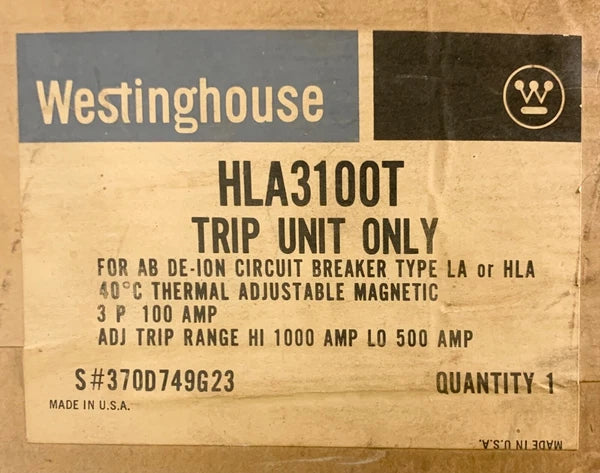 Westinghouse
HLA3100T
TRIP UNIT ONLY
FOR AB DE-ION CIRCUIT BREAKER TYPE LA or HLA
40°C THERMAL ADJUSTABLE MAGNETIC
3 P 100 AMP
ADJ TRIP RANGE HI 1000 AMP LO 500 AMP
S#370D749G23 QUANTITY 1
MADE IN U.S.A.
MADE IN U.S.A.